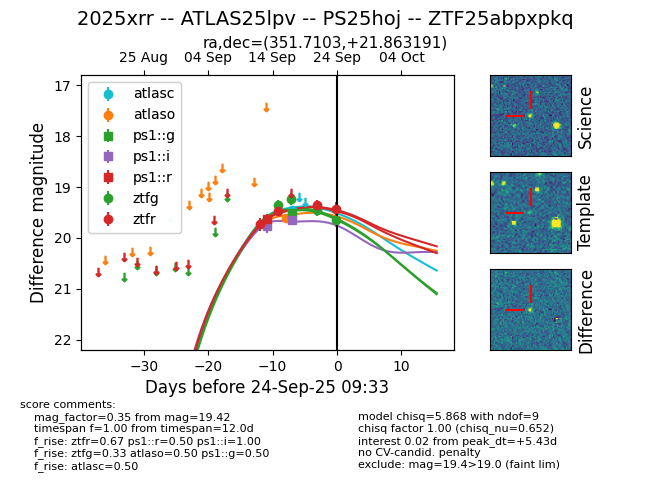 2025xrr -- ATLAS25lpv -- PS25hoj -- ZTF25abpxpkq
ra,dec=(351.7103,+21.863191)
25 Aug 04 Sep 14 Sep 24 Sep 04 Oct
17
18
19
20
21
22
Difference magnitude
atlasc
atlaso
ps1::g
ps1::i
ps1::r
ztfg
ztfr
−30 −20 −10 0 10
Days before 24-Sep-25 09:33
Science
Template
Difference
score comments:
mag_factor=0.35 from mag=19.42
timespan f=1.00 from timespan=12.0d
f_rise: ztfr=0.67 ps1::r=0.50 ps1::i=1.00
f_rise: ztfg=0.33 atlaso=0.50 ps1::g=0.50
f_rise: atlasc=0.50
model chisq=5.868 with ndof=9
chisq factor 1.00 (chisq_nu=0.652)
interest 0.02 from peak_dt=+5.43d
no CV-candid. penalty
exclude: mag=19.4>19.0 (faint lim)